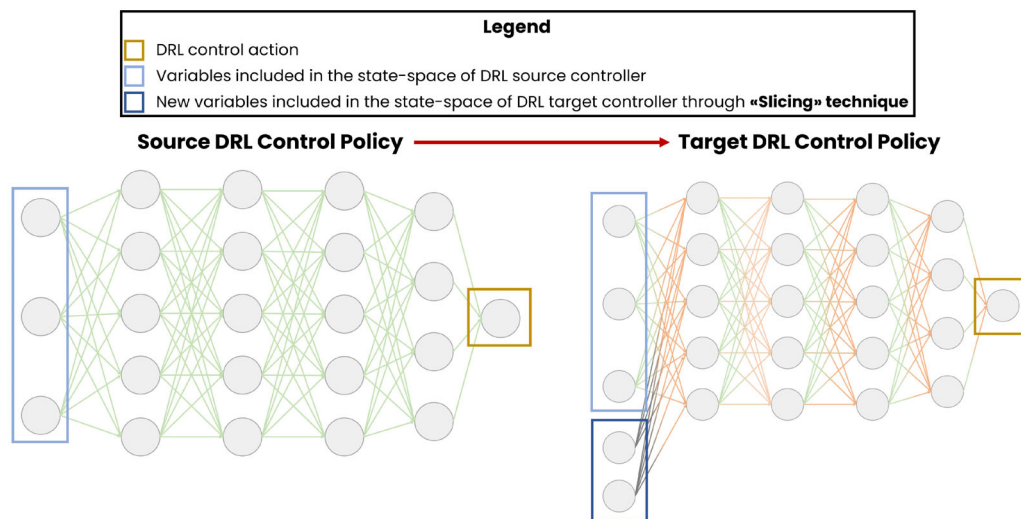 Legend
DRL control action
Variables included in the state-space of DRL source controller
New variables included in the state-space of DRL target controller through «Slicing» technique
Source DRL Control Policy
Target DRL Control Policy